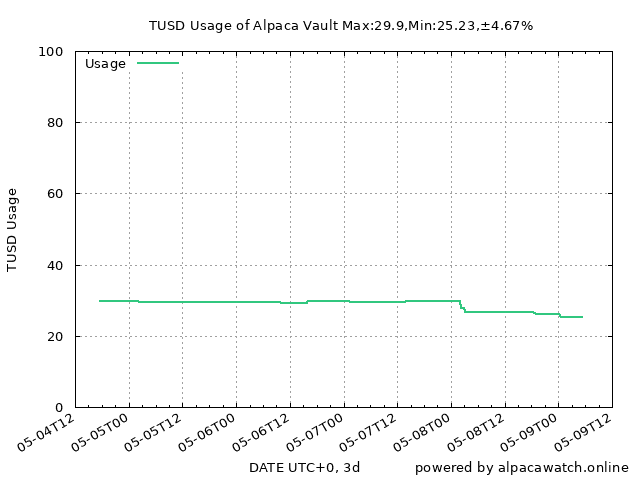 TUSD Usage of Alpaca Vault Max:29.9,Min:25.23,±4.67%
Usage
100
80
60
40
20
0
TUSD Usage
05-04T12
05-05T00
05-05T12
05-06T00
05-06T12
05-07T00
05-07T12
05-08T00
05-08T12
05-09T00
05-09T12
DATE UTC+0, 3d
powered by alpacawatch.online